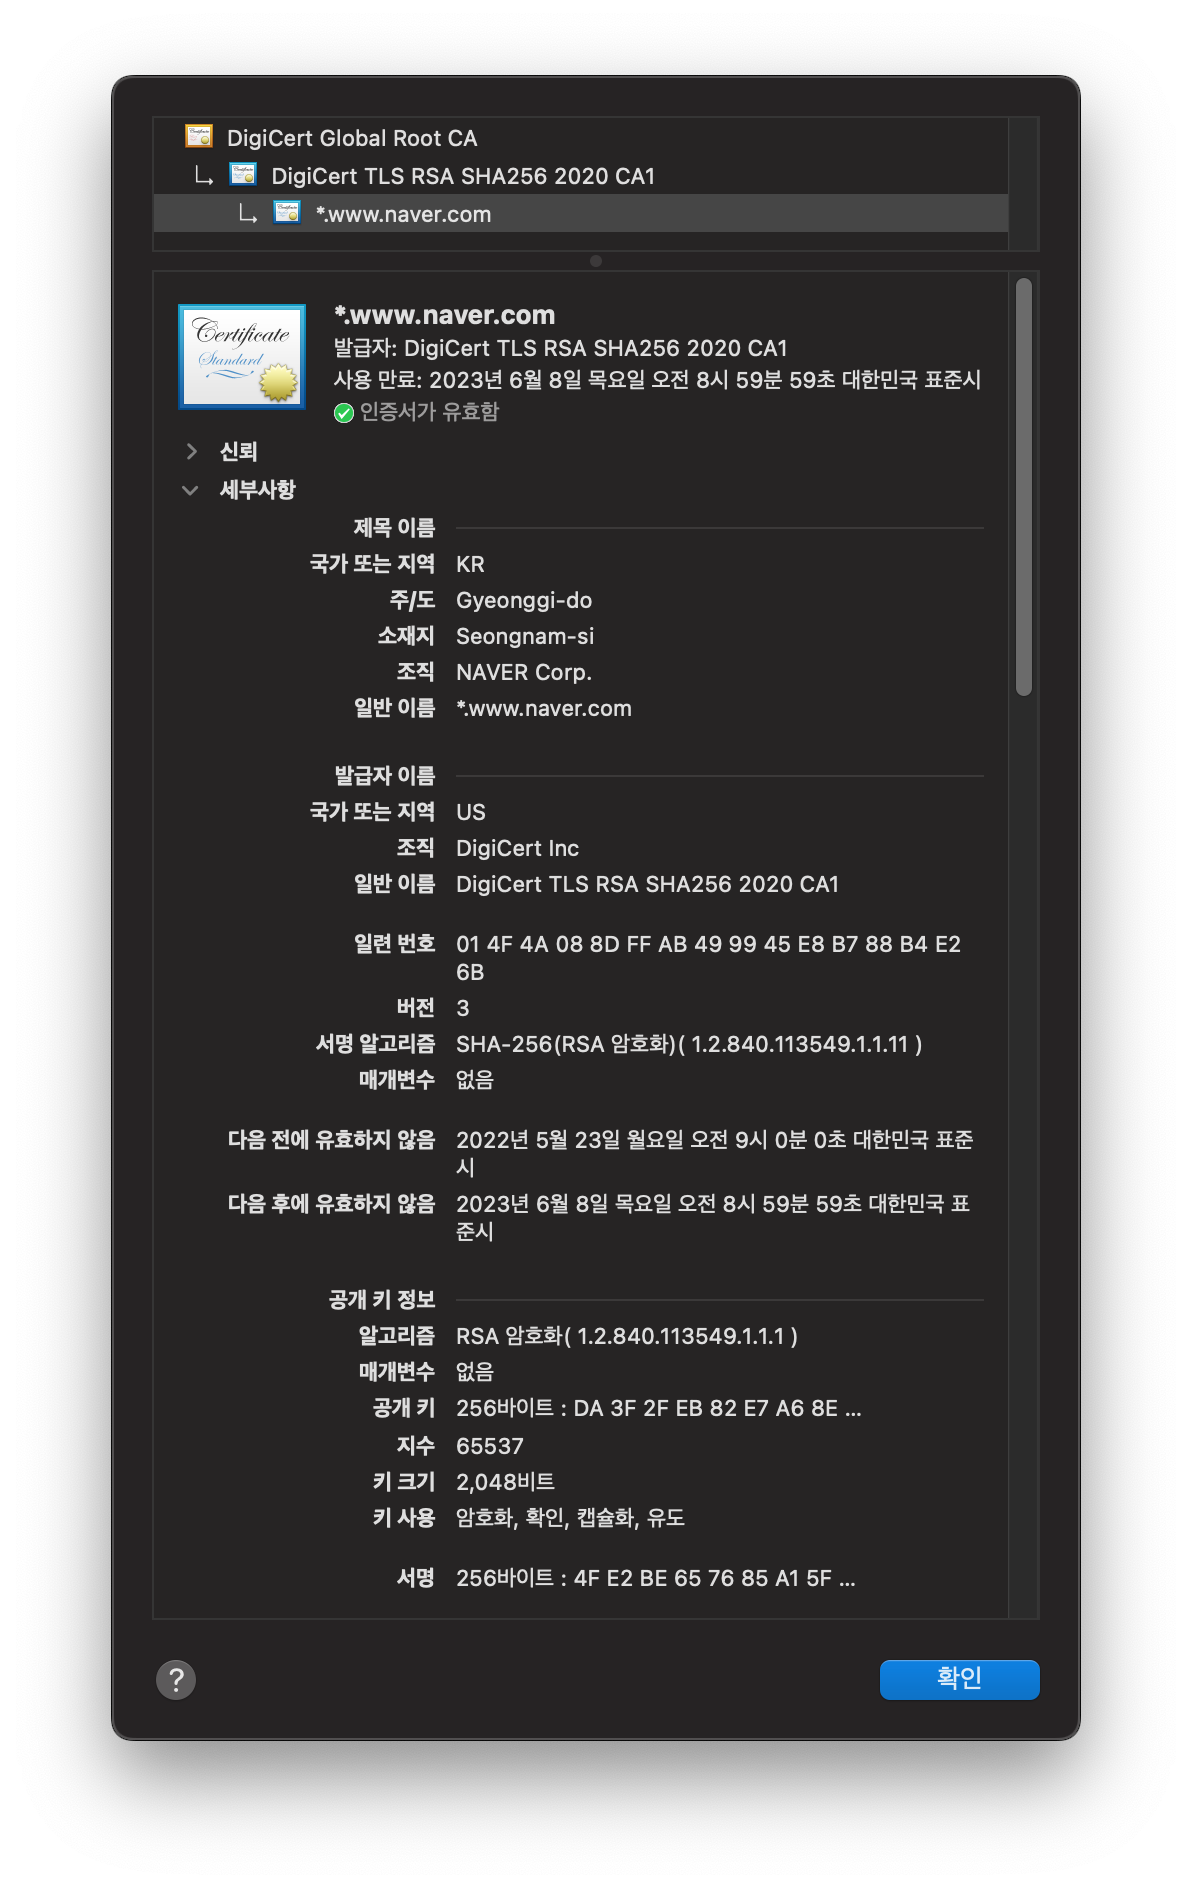 DigiCert Global Root CA
DigiCert TLS RSA SHA256 2020 CA1
*.www.naver.com
Certificate
Standard
*.www.naver.com
발급자: DigiCert TLS RSA SHA256 2020 CA1
사용 만료: 2023년 6월 8일 목요일 오전 8시 59분 59초 대한민국 표준시
인증서가 유효함
신뢰
세부사항
제목 이름
국가 또는 지역 KR
주/도 Gyeonggi-do
소재지 Seongnam-si
조직 NAVER Corp.
일반 이름 *.www.naver.com
발급자 이름
국가 또는 지역 US
조직 DigiCert Inc
일반 이름 DigiCert TLS RSA SHA256 2020 CA1
일련 번호 01 4F 4A 08 8D FF AB 49 99 45 E8 B7 88 B4 E2
6B
버전 3
서명 알고리즘 SHA-256(RSA 암호화)( 1.2.840.113549.1.1.11 )
매개변수 없음
다음 전에 유효하지 않음 2022년 5월 23일 월요일 오전 9시 0분 0초 대한민국 표준
시
다음 후에 유효하지 않음 2023년 6월 8일 목요일 오전 8시 59분 59초 대한민국 표
준시
공개 키 정보
알고리즘 RSA 암호화( 1.2.840.113549.1.1.1 )
매개변수 없음
공개 키 256바이트 : DA 3F 2F EB 82 E7 A6 8E ...
지수 65537
키 크기 2,048비트
키 사용 암호화, 확인, 캡슐화, 유도
서명 256바이트 : 4F E2 BE 65 76 85 A1 5F ...
?
확인